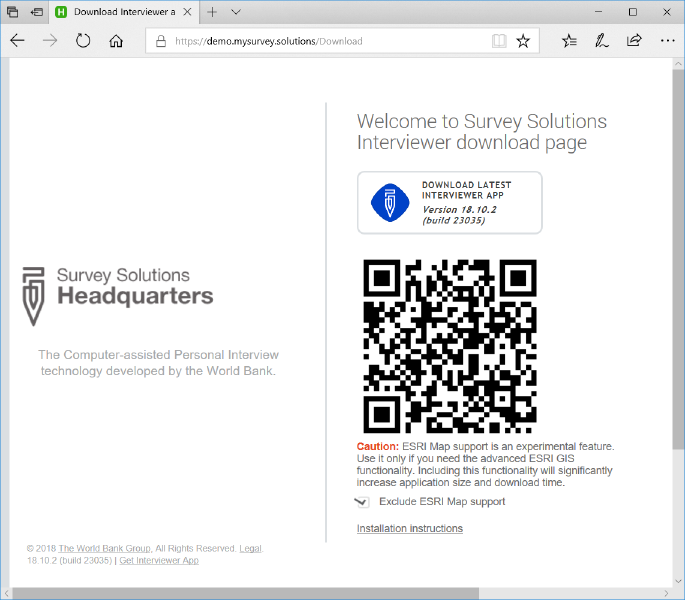 Download Interviewer a
https://demo.mysurvey.solutions/Download
Welcome to Survey Solutions
Interviewer download page
DOWNLOAD LATEST
INTERVIEWER APP
Version 18.10.2
(build 23035)
Survey Solutions
Headquarters
The Computer-assisted Personal Interview
technology developed by the World Bank.
Caution: ESRI Map support is an experimental feature.
Use it only if you need the advanced ESRI GIS
functionality. Including this functionality will significantly
increase application size and download time.
Exclude ESRI Map support
Installation instructions
© 2018 The World Bank Group, All Rights Reserved. Legal.
18.10.2 (build 23035) | Get Interviewer App